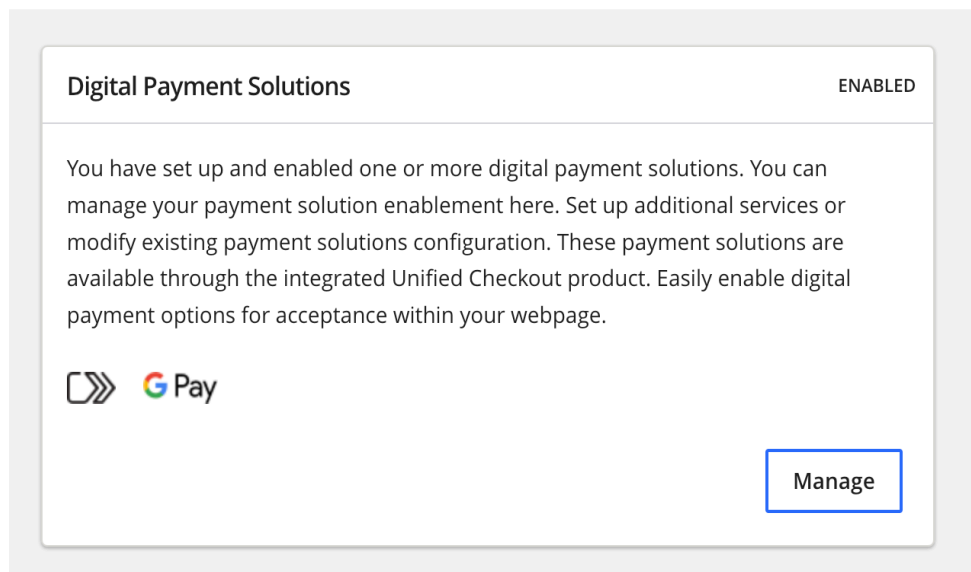 Digital Payment Solutions
ENABLED
You have set up and enabled one or more digital payment solutions. You can
manage your payment solution enablement here. Set up additional services or
modify existing payment solutions configuration. These payment solutions are
available through the integrated Unified Checkout product. Easily enable digital
payment options for acceptance within your webpage.
G Pay
Manage